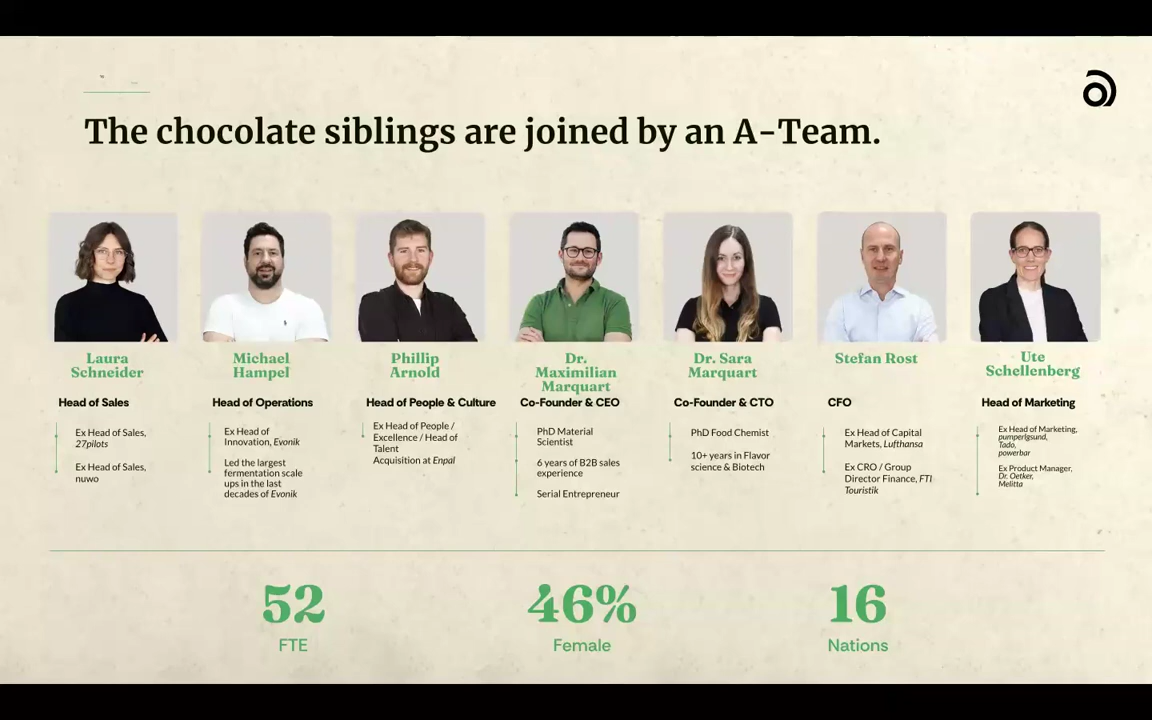 The chocolate siblings are joined by an A-Team.
Laura
Schneider
Head of Sales
Ex Head of Sales,
27pilots
Ex Head of Sales,
nuwo
Michael
Hampel
Head of Operations
Ex Head of
Innovation, Evonik
Led the largest
fermentation scale
ups in the last
decades of Evonik
Phillip
Arnold
Head of People & Culture
Ex Head of People /
Excellence / Head of
Talent
Acquisition at Enpal
Dr.
Maximilian
Marquart
Co-Founder & CEO
PhD Material
Scientist
6 years of B2B sales
experience
Serial Entrepreneur
Dr. Sara
Marquart
Co-Founder & CTO
PhD Food Chemist
10+ years in Flavor
science & Biotech
Stefan Rost
CFO
Ex Head of Capital
Markets, Lufthansa
Ex CRO / Group
Director Finance, FTI
Touristik
Ute
Schellenberg
Head of Marketing
Ex Head of Marketing,
pumperlgsund,
Tado,
powerbar
Ex Product Manager,
Dr. Oetker,
Melitta
52
FTE
46%
Female
16
Nations